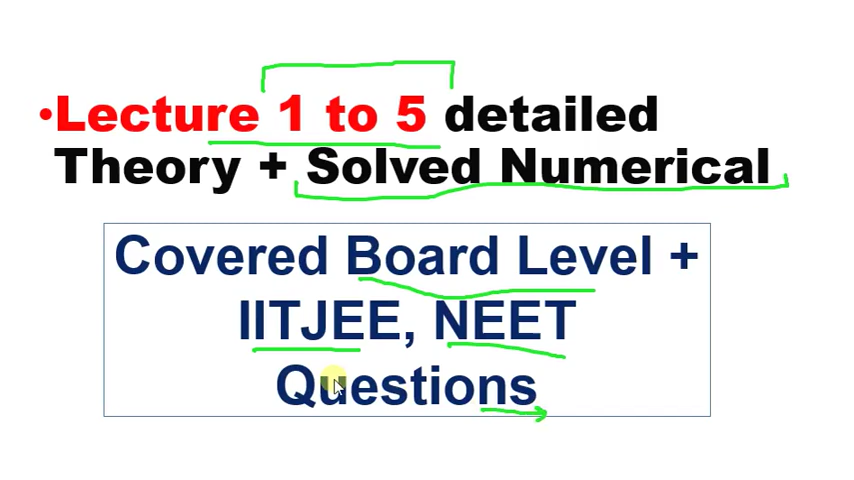 •Lecture 1 to 5 detailed
Theory + Solved Numerical
Covered Board Level +
IITJEE, NEET
Questions